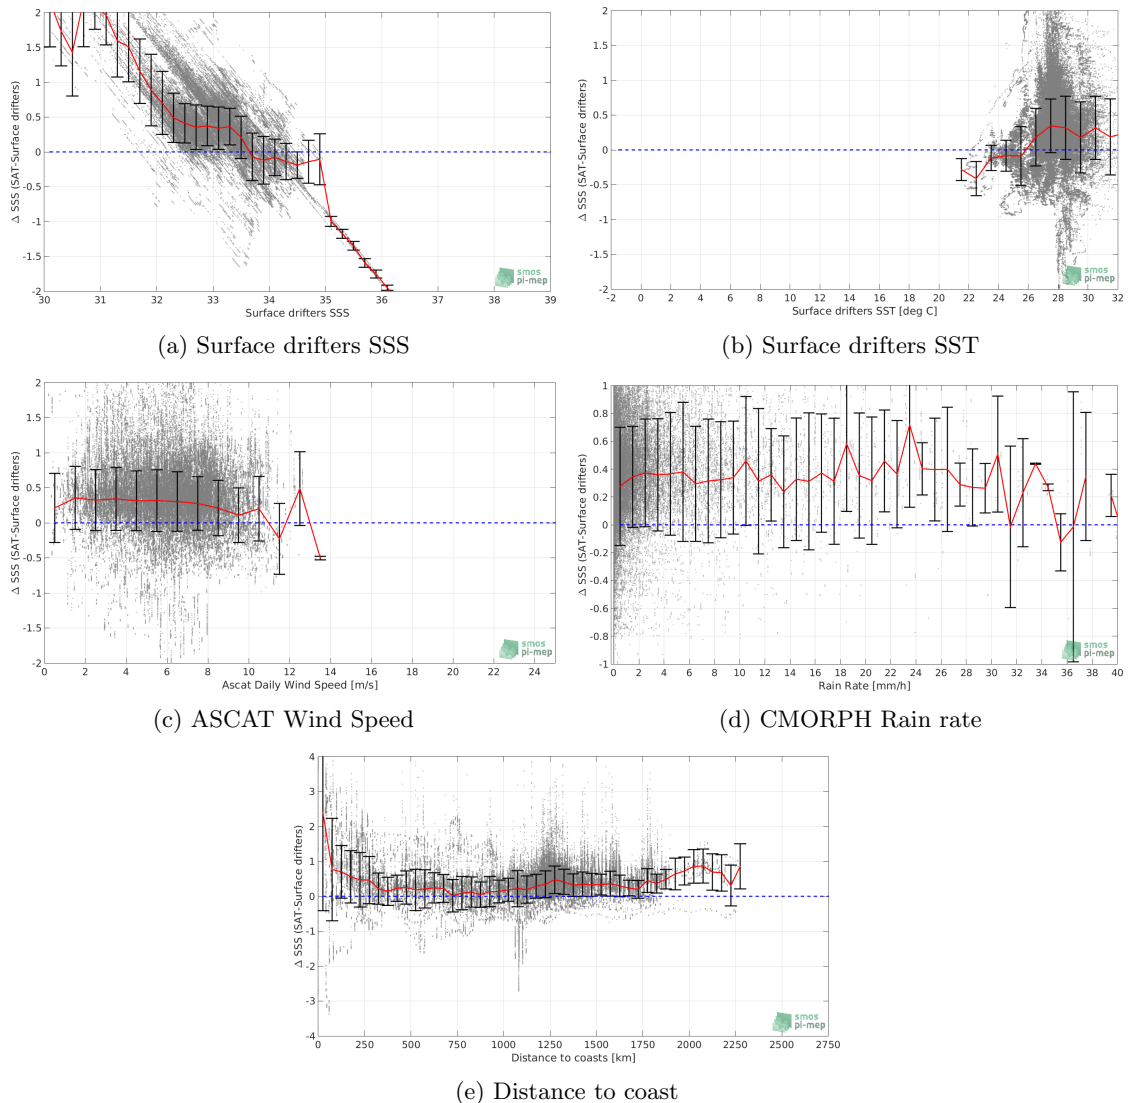 2
1.5
1
0.5
0
-0.5
-1
-1.5
-2
Δ SSS (SAT-Surface drifters)
30 31 32 33 34 35 36 37 38 39
Surface drifters SSS
smos
pi-mep
(a) Surface drifters SSS
2
1.5
1
0.5
0
-0.5
-1
-1.5
-2
Δ SSS (SAT-Surface drifters)
-2 0 2 4 6 8 10 12 14 16 18 20 22 24 26 28 30 32
Surface drifters SST [deg C]
smos
pi-mep
(b) Surface drifters SST
2
1.5
1
0.5
0
-0.5
-1
-1.5
-2
Δ SSS (SAT-Surface drifters)
0 2 4 6 8 10 12 14 16 18 20 22 24
Ascat Daily Wind Speed [m/s]
smos
pi-mep
(c) ASCAT Wind Speed
1
0.8
0.6
0.4
0.2
0
-0.2
-0.4
-0.6
-0.8
-1
Δ SSS (SAT-Surface drifters)
0 2 4 6 8 10 12 14 16 18 20 22 24 26 28 30 32 34 36 38 40
Rain Rate [mm/h]
smos
pi-mep
(d) CMORPH Rain rate
4
3
2
1
0
-1
-2
-3
-4
Δ SSS (SAT-Surface drifters)
0 250 500 750 1000 1250 1500 1750 2000 2250 2500 2750
Distance to coasts [km]
smos
pi-mep
(e) Distance to coast